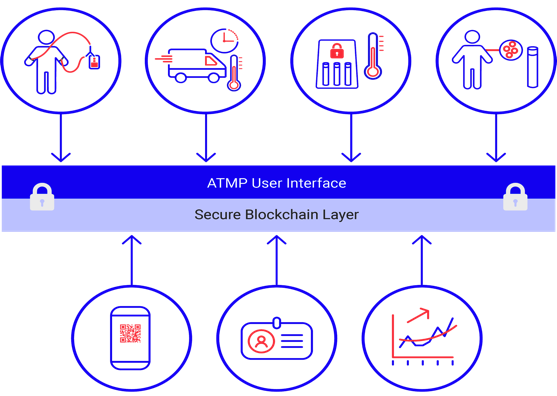 ATMP User Interface
Secure Blockchain Layer